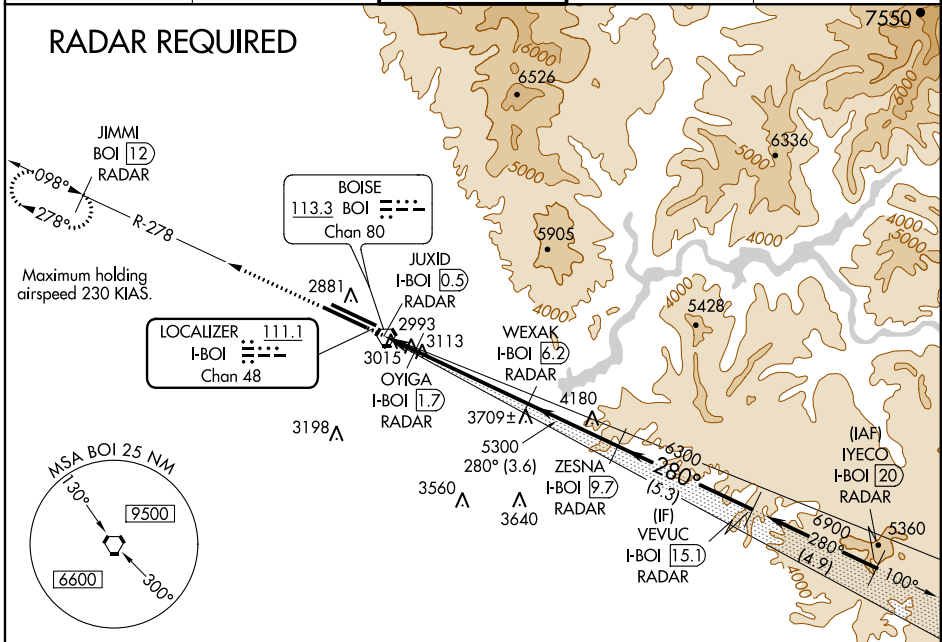 RADAR REQUIRED
7550
6000
6526
6000
5000
6336
5000
4000
4000
5000
5905
4000
4000
5428
JIMMI
BOI 12
RADAR
098°
278°
R-278
Maximum holding
airspeed 230 KIAS.
BOISE
113.3 BOI
Chan 80
JUXID
I-BOI 0.5
RADAR
2881
2993
3113
3015
LOCALIZER 111.1
I-BOI
Chan 48
OYIGA
I-BOI 1.7
RADAR
WEXAK
I-BOI 6.2
RADAR
4180
3709±
3198
5300
280° (3.6)
3560
3640
ZESNA
I-BOI 9.7
RADAR
6300
280°
(5.3)
(IF)
VEVUC
I-BOI 15.1
RADAR
(IAF)
IYECO
I-BOI 20
RADAR
6900
280°
(4.9)
5360
100°
4000
MSA BOI 25 NM
130°
9500
6600
300°